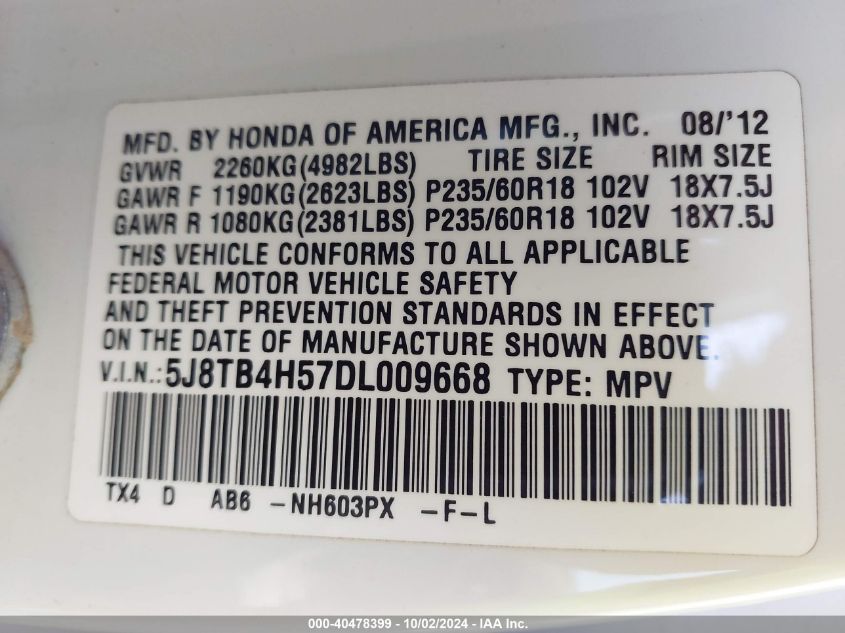 MFD. BY HONDA OF AMERICA MFG., INC. 08/'12
GVWR 2260KG(4982LBS) TIRE SIZE RIM SIZE
GAWR F 1190KG(2623LBS) P235/60R18 102V 18X7.5J
GAWR R 1080KG(2381LBS) P235/60R18 102V 18X7.5J
THIS VEHICLE CONFORMS TO ALL APPLICABLE
FEDERAL MOTOR VEHICLE SAFETY
AND THEFT PREVENTION STANDARDS IN EFFECT
ON THE DATE OF MANUFACTURE SHOWN ABOVE.
V.I.N.:5J8TB4H57DL009668 TYPE: MPV
TX4 D AB6 -NH603PX -F-L
000-40478399 - 10/02/2024 - IAA Inc.